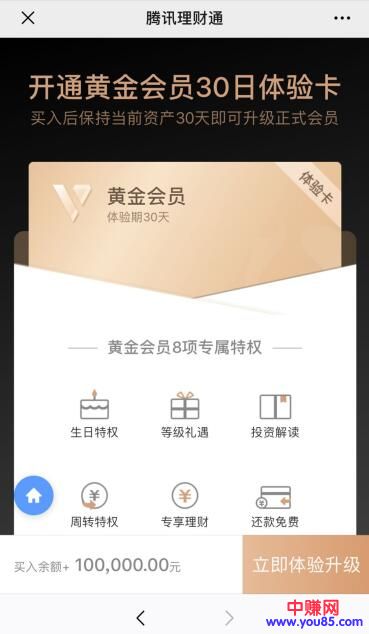 腾讯理财通
开通黄金会员30日体验卡
买入后保持当前资产30天即可升级正式会员
黄金会员
体验期30天
体验卡
黄金会员8项专属特权
生日特权 等级礼遇 投资解读
周转特权 专享理财 还款免费
买入余额+ 100,000.00元 立即体验升级
中赚网
www.you85.com